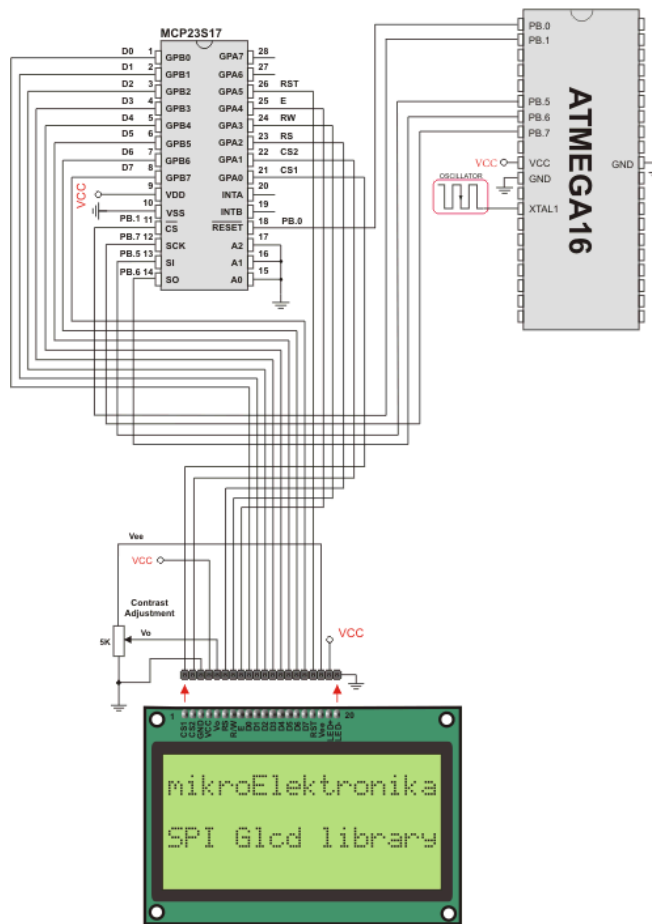 MCP23S17
D0 1 GPB0 GPA7 28
D1 2 GPB1 GPA6 27
D2 3 GPB2 GPA5 26 RST
D3 4 GPB3 GPA4 25 E
D4 5 GPB4 GPA3 24 RW
D5 6 GPB5 GPA2 23 RS
D6 7 GPB6 GPA1 22 CS2
D7 8 GPB7 GPA0 21 CS1
VCC 9 VDD INTA 20
10 VSS INTB 19
PB.1 11 CS RESET 18 PB.0
PB.7 12 SCK A2 17
PB.5 13 SI A1 16
PB.6 14 SO A0 15
ATMEGA16
PB.0
PB.1
PB.5
PB.6
PB.7
VCC VCC GND
GND
OSCILLATOR
XTAL1
Vee
VCC
Contrast
Adjustment
5K
Vo
VCC
1 20
CS1
CS2
GND
VCC
Vo
RS
R/W
E
D0
D1
D2
D3
D4
D5
D6
D7
RST
Vee
LED+
LED-
mikroElektronika
SPI Glcd library